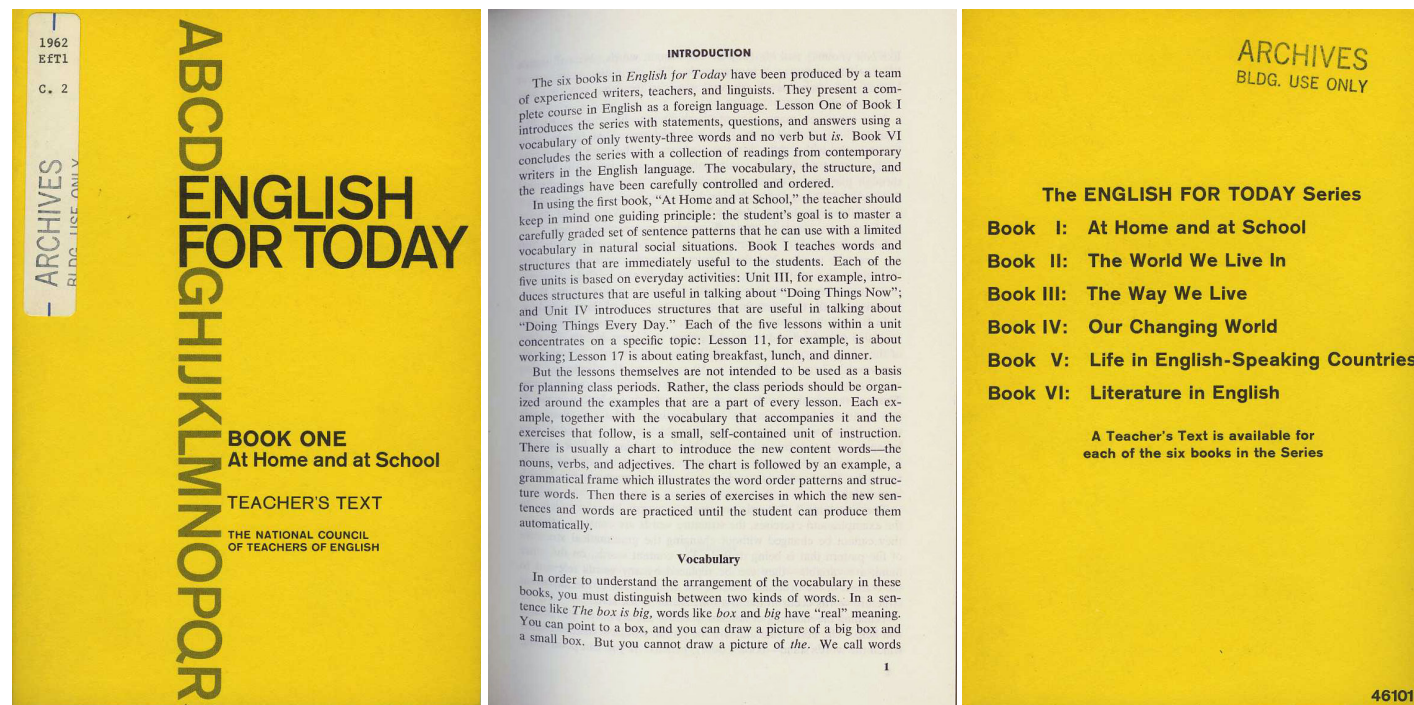 1962
EfT1
C. 2
ARCHIVES
BLDG. USE ONLY
ABCD
ENGLISH
FOR TODAY
GHIJKLMNOPQR
BOOK ONE
At Home and at School
TEACHER'S TEXT
THE NATIONAL COUNCIL
OF TEACHERS OF ENGLISH
INTRODUCTION
The six books in English for Today have been produced by a team
of experienced writers, teachers, and linguists. They present a com-
plete course in English as a foreign language. Lesson One of Book I
introduces the series with statements, questions, and answers using a
vocabulary of only twenty-three words and no verb but is. Book VI
concludes the series with a collection of readings from contemporary
writers in the English language. The vocabulary, the structure, and
the readings have been carefully controlled and ordered.
In using the first book, “At Home and at School,” the teacher should
keep in mind one guiding principle: the student's goal is to master a
carefully graded set of sentence patterns that he can use with a limited
vocabulary in natural social situations. Book I teaches words and
structures that are immediately useful to the students. Each of the
five units is based on everyday activities: Unit III, for example, intro-
duces structures that are useful in talking about “Doing Things Now”;
and Unit IV introduces structures that are useful in talking about
“Doing Things Every Day.” Each of the five lessons within a unit
concentrates on a specific topic: Lesson 11, for example, is about
working; Lesson 17 is about eating breakfast, lunch, and dinner.
But the lessons themselves are not intended to be used as a basis
for planning class periods. Rather, the class periods should be organ-
ized around the examples that are a part of every lesson. Each ex-
ample, together with the vocabulary that accompanies it and the
exercises that follow, is a small, self-contained unit of instruction.
There is usually a chart to introduce the new content words—the
nouns, verbs, and adjectives. The chart is followed by an example, a
grammatical frame which illustrates the word order patterns and struc-
ture words. Then there is a series of exercises in which the new sen-
tences and words are practiced until the student can produce them
automatically.
Vocabulary
In order to understand the arrangement of the vocabulary in these
books, you must distinguish between two kinds of words. In a sen-
tence like The box is big, words like box and big have “real” meaning.
You can point to a box, and you can draw a picture of a big box and
a small box. But you cannot draw a picture of the. We call words
1
ARCHIVES
BLDG. USE ONLY
The ENGLISH FOR TODAY Series
Book I: At Home and at School
Book II: The World We Live In
Book III: The Way We Live
Book IV: Our Changing World
Book V: Life in English-Speaking Countries
Book VI: Literature in English
A Teacher's Text is available for
each of the six books in the Series
46101